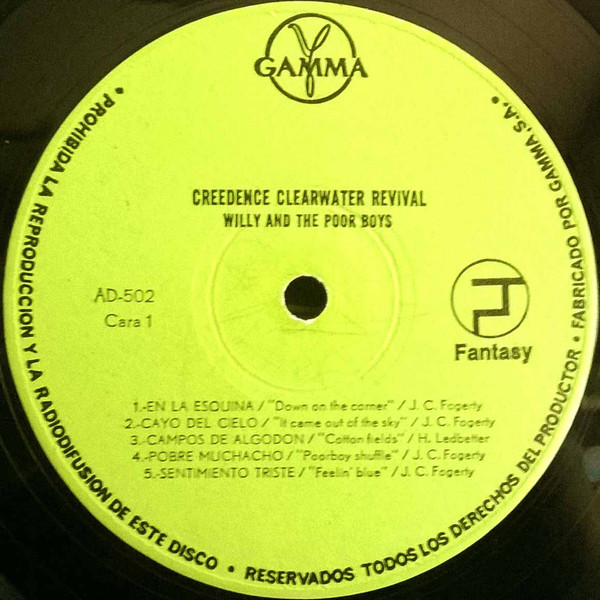 GAMMA
CREEDENCE CLEARWATER REVIVAL
WILLY AND THE POOR BOYS
AD-502
Cara 1
Fantasy
1.-EN LA ESQUINA / "Down on the corner" / J. C. Fogerty
2.-CAYO DEL CIELO / "It came out of the sky" / J. C. Fogerty
3.-CAMPOS DE ALGODON / "Cotton fields" / H. Ledbetter
4.-POBRE MUCHACHO / "Poorboy shuffle" / J. C. Fogerty
5.-SENTIMIENTO TRISTE / "Feelin' blue" / J. C. Fogerty
• PROHIBIDA LA REPRODUCCION Y LA RADIODIFUSION DE ESTE DISCO • RESERVADOS TODOS LOS DERECHOS DEL PRODUCTOR • FABRICADO POR GAMMA, S.A. •